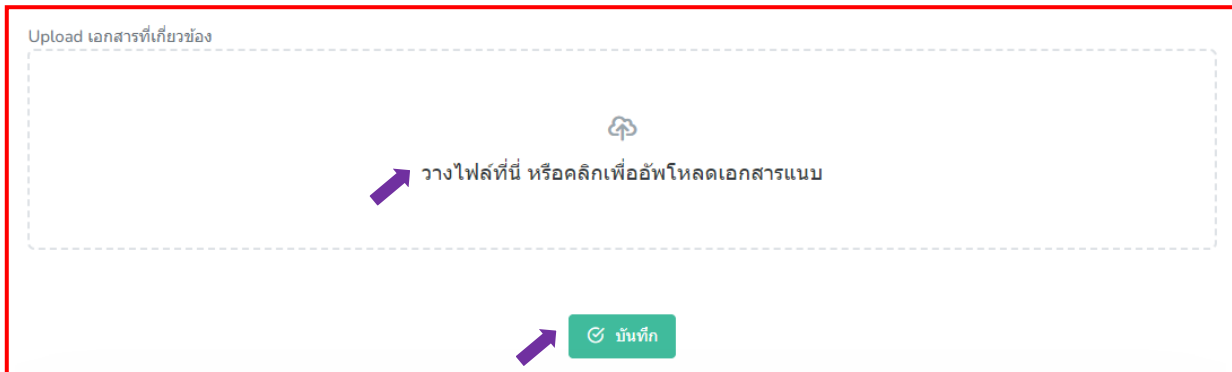 Upload เอกสารที่เกี่ยวข้อง
วางไฟล์ที่นี่ หรือคลิกเพื่ออัพโหลดเอกสารแนบ
บันทึก